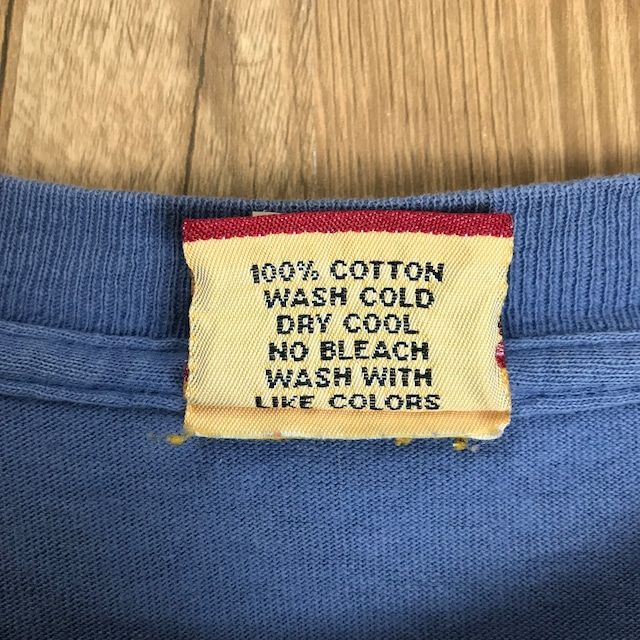 100% COTTON
WASH COLD
DRY COOL
NO BLEACH
WASH WITH
LIKE COLORS